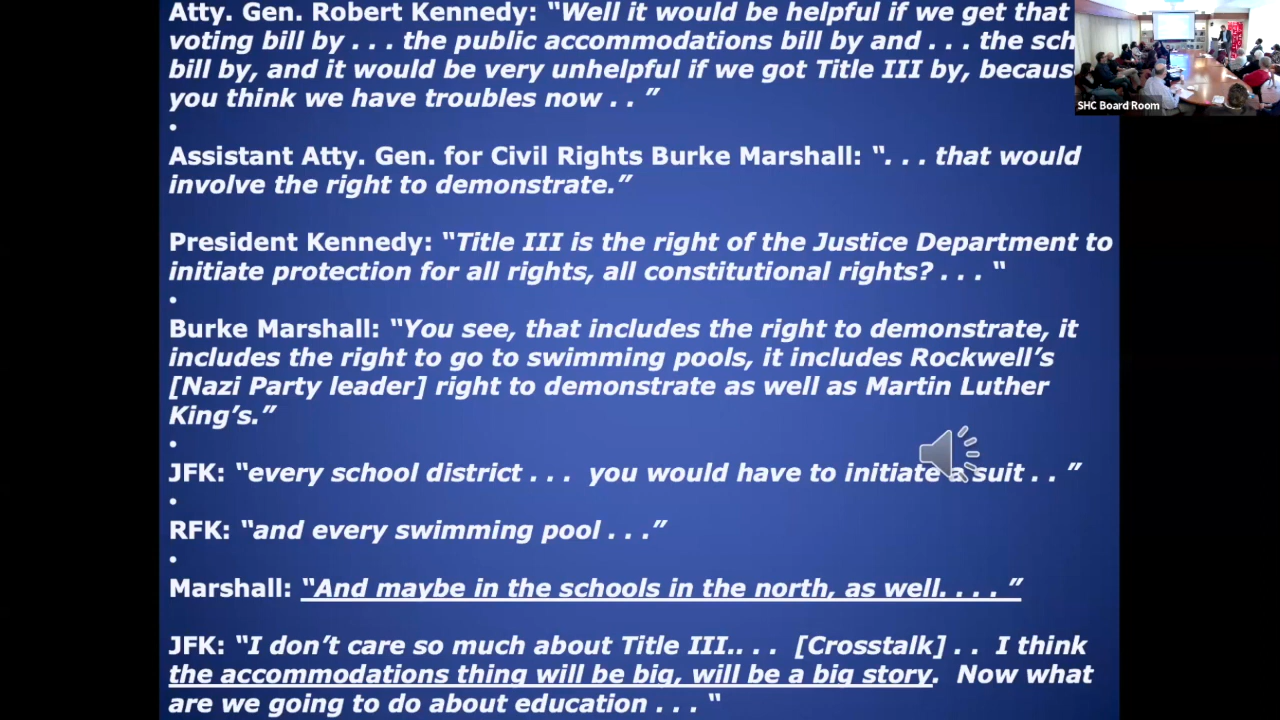 Atty. Gen. Robert Kennedy: “Well it would be helpful if we get that
voting bill by . . . the public accommodations bill by and . . . the sch
bill by, and it would be very unhelpful if we got Title III by, becaus
you think we have troubles now . . ”
•
Assistant Atty. Gen. for Civil Rights Burke Marshall: “. . . that would
involve the right to demonstrate.”
President Kennedy: “Title III is the right of the Justice Department to
initiate protection for all rights, all constitutional rights? . . . “
•
Burke Marshall: “You see, that includes the right to demonstrate, it
includes the right to go to swimming pools, it includes Rockwell’s
[Nazi Party leader] right to demonstrate as well as Martin Luther
King’s.”
•
JFK: “every school district . . . you would have to initiate a suit . . ”
•
RFK: “and every swimming pool . . .”
•
Marshall: “And maybe in the schools in the north, as well. . . . ”
JFK: “I don’t care so much about Title III.. . . [Crosstalk] . . I think
the accommodations thing will be big, will be a big story. Now what
are we going to do about education . . . “
SHC Board Room